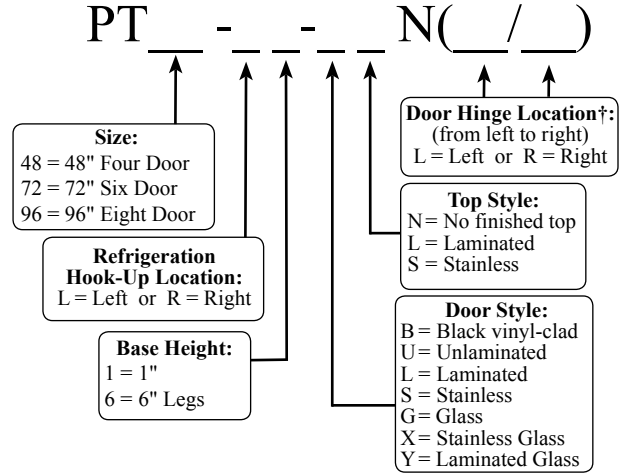 PT__ -_ _-_ _ N(__/__)
Size:
48 = 48" Four Door
72 = 72" Six Door
96 = 96" Eight Door
Refrigeration
Hook-Up Location:
L = Left or R = Right
Base Height:
1 = 1"
6 = 6" Legs
Door Hinge Location†:
(from left to right)
L = Left or R = Right
Top Style:
N = No finished top
L = Laminated
S = Stainless
Door Style:
B = Black vinyl-clad
U = Unlaminated
L = Laminated
S = Stainless
G = Glass
X = Stainless Glass
Y = Laminated Glass